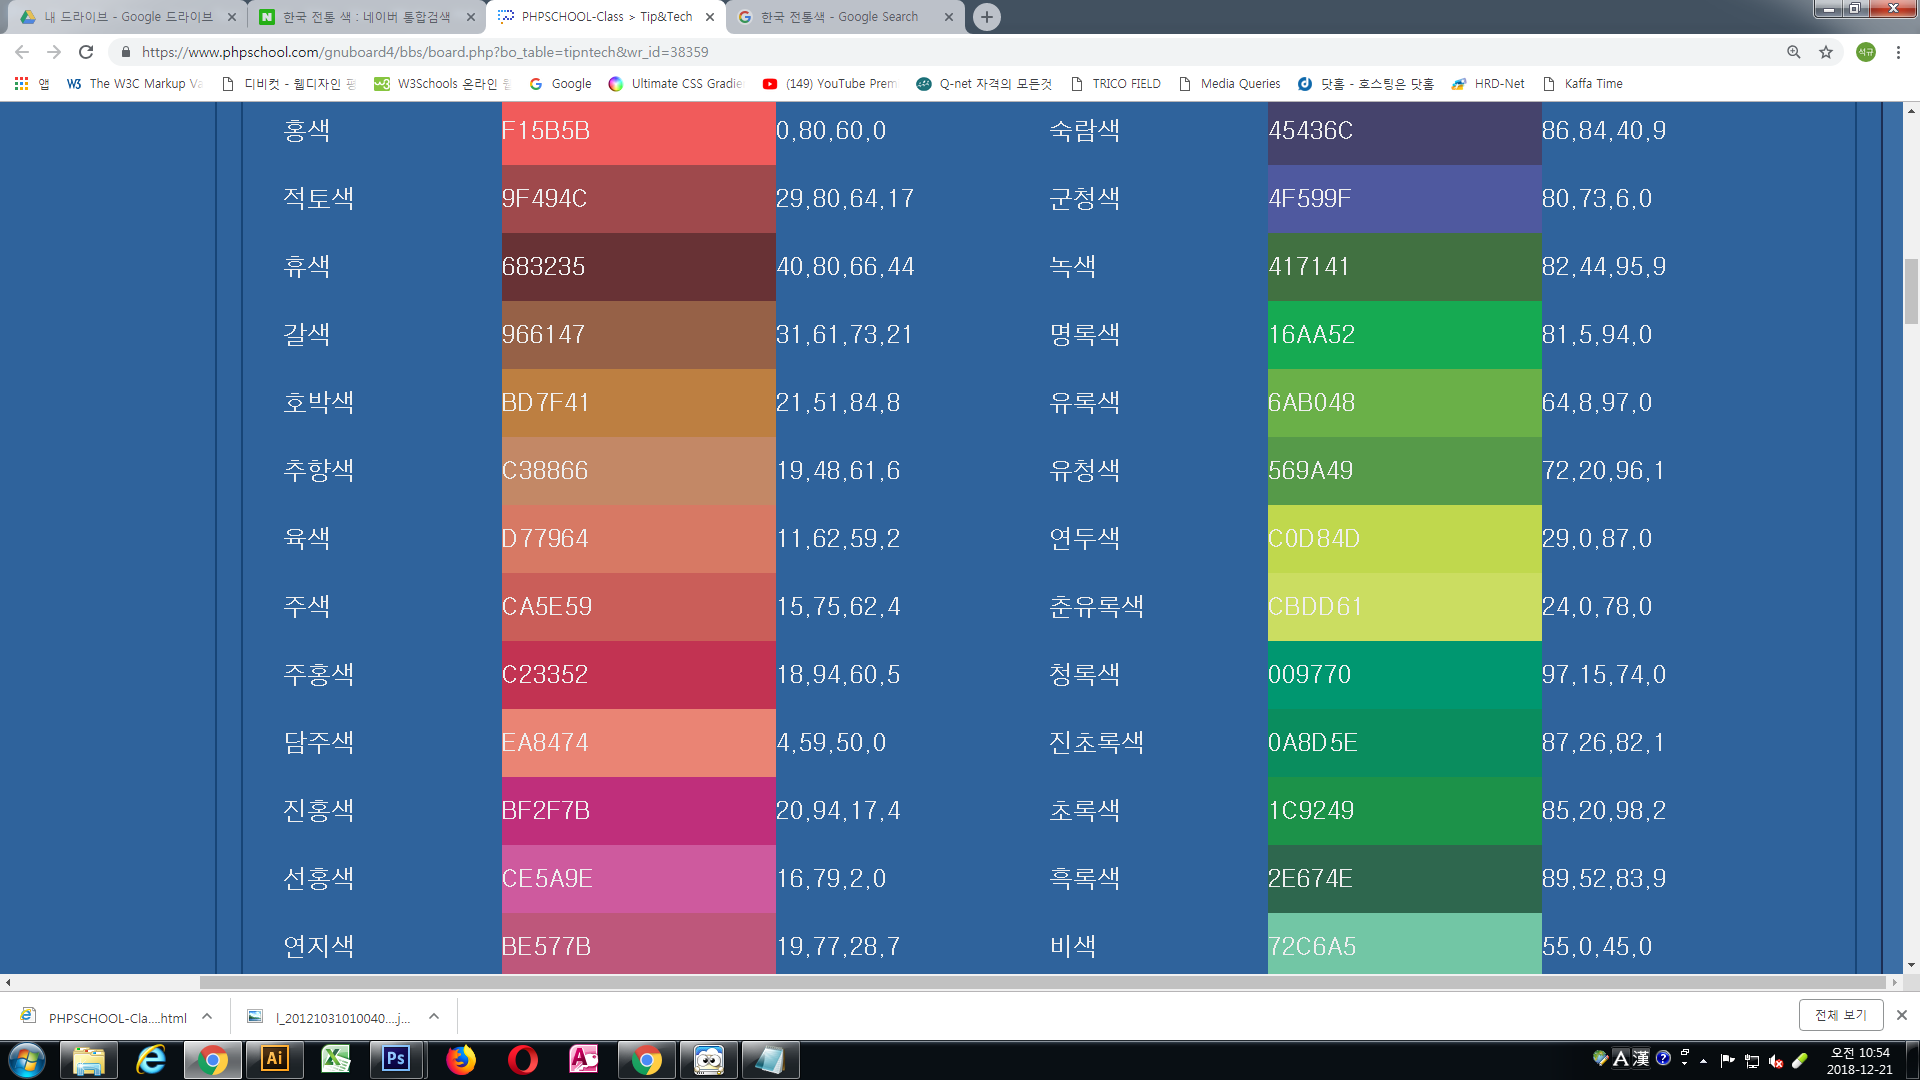 내 드라이브 - Google 드라이브
한국 전통 색 : 네이버 통합검색
PHPSCHOOL-Class > Tip&Tech
한국 전통색 - Google Search
https://www.phpschool.com/gnuboard4/bbs/board.php?bo_table=tipntech&wr_id=38359
석규
앱 The W3C Markup Va 디비컷 - 웹디자인 평 W3Schools 온라인 웹 Google Ultimate CSS Gradie (149) YouTube Prem Q-net 자격의 모든것 TRICO FIELD Media Queries 닷홈 - 호스팅은 닷홈 HRD-Net Kaffa Time
홍색 F15B5B 0,80,60,0 숙람색 45436C 86,84,40,9
적토색 9F494C 29,80,64,17 군청색 4F599F 80,73,6,0
휴색 683235 40,80,66,44 녹색 417141 82,44,95,9
갈색 966147 31,61,73,21 명록색 16AA52 81,5,94,0
호박색 BD7F41 21,51,84,8 유록색 6AB048 64,8,97,0
추향색 C38866 19,48,61,6 유청색 569A49 72,20,96,1
육색 D77964 11,62,59,2 연두색 C0D84D 29,0,87,0
주색 CA5E59 15,75,62,4 춘유록색 CBDD61 24,0,78,0
주홍색 C23352 18,94,60,5 청록색 009770 97,15,74,0
담주색 EA8474 4,59,50,0 진초록색 0A8D5E 87,26,82,1
진홍색 BF2F7B 20,94,17,4 초록색 1C9249 85,20,98,2
선홍색 CE5A9E 16,79,2,0 흑록색 2E674E 89,52,83,9
연지색 BE577B 19,77,28,7 비색 72C6A5 55,0,45,0
PHPSCHOOL-Cla....html
l_20121031010040....j...
전체 보기
Ai
Ps
A 漢
오전 10:54
2018-12-21